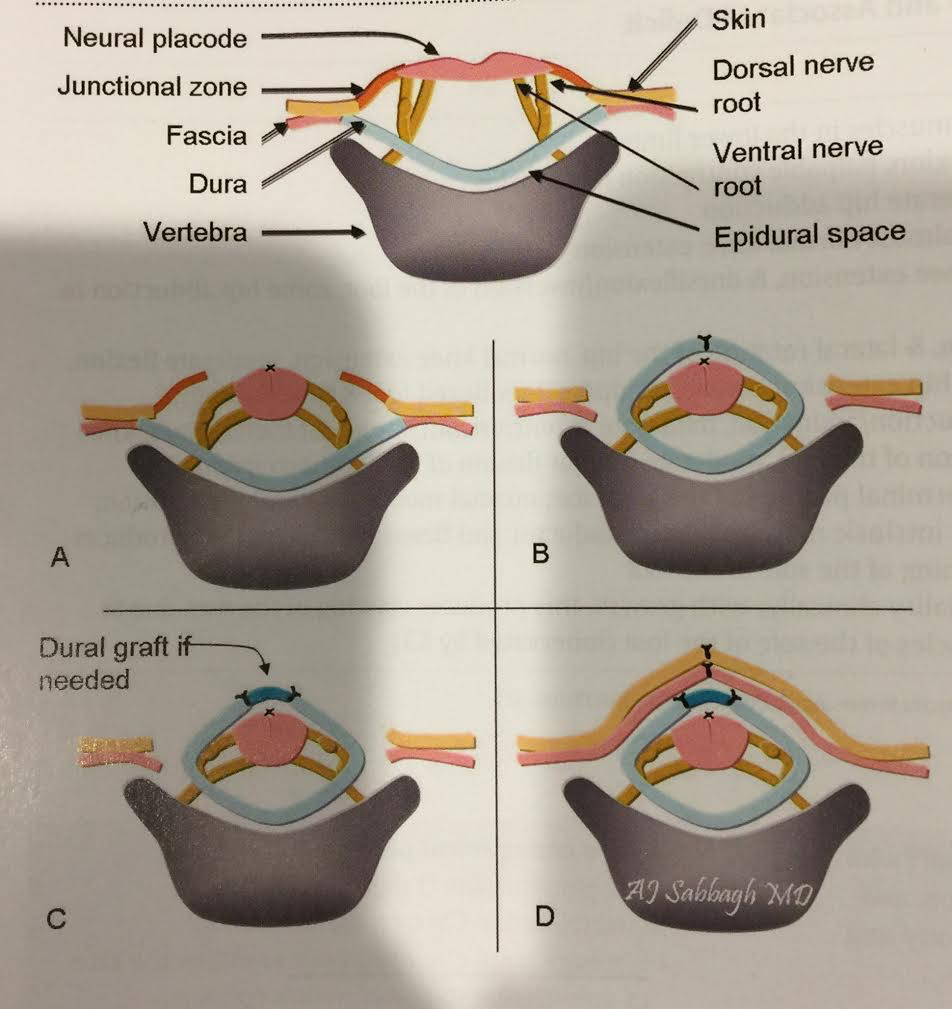 Neural placode
Junctional zone
Fascia
Dura
Vertebra
Skin
Dorsal nerve
root
Ventral nerve
root
Epidural space
A
B
Dural graft if
needed
C
D
AJ Sabbagh MD